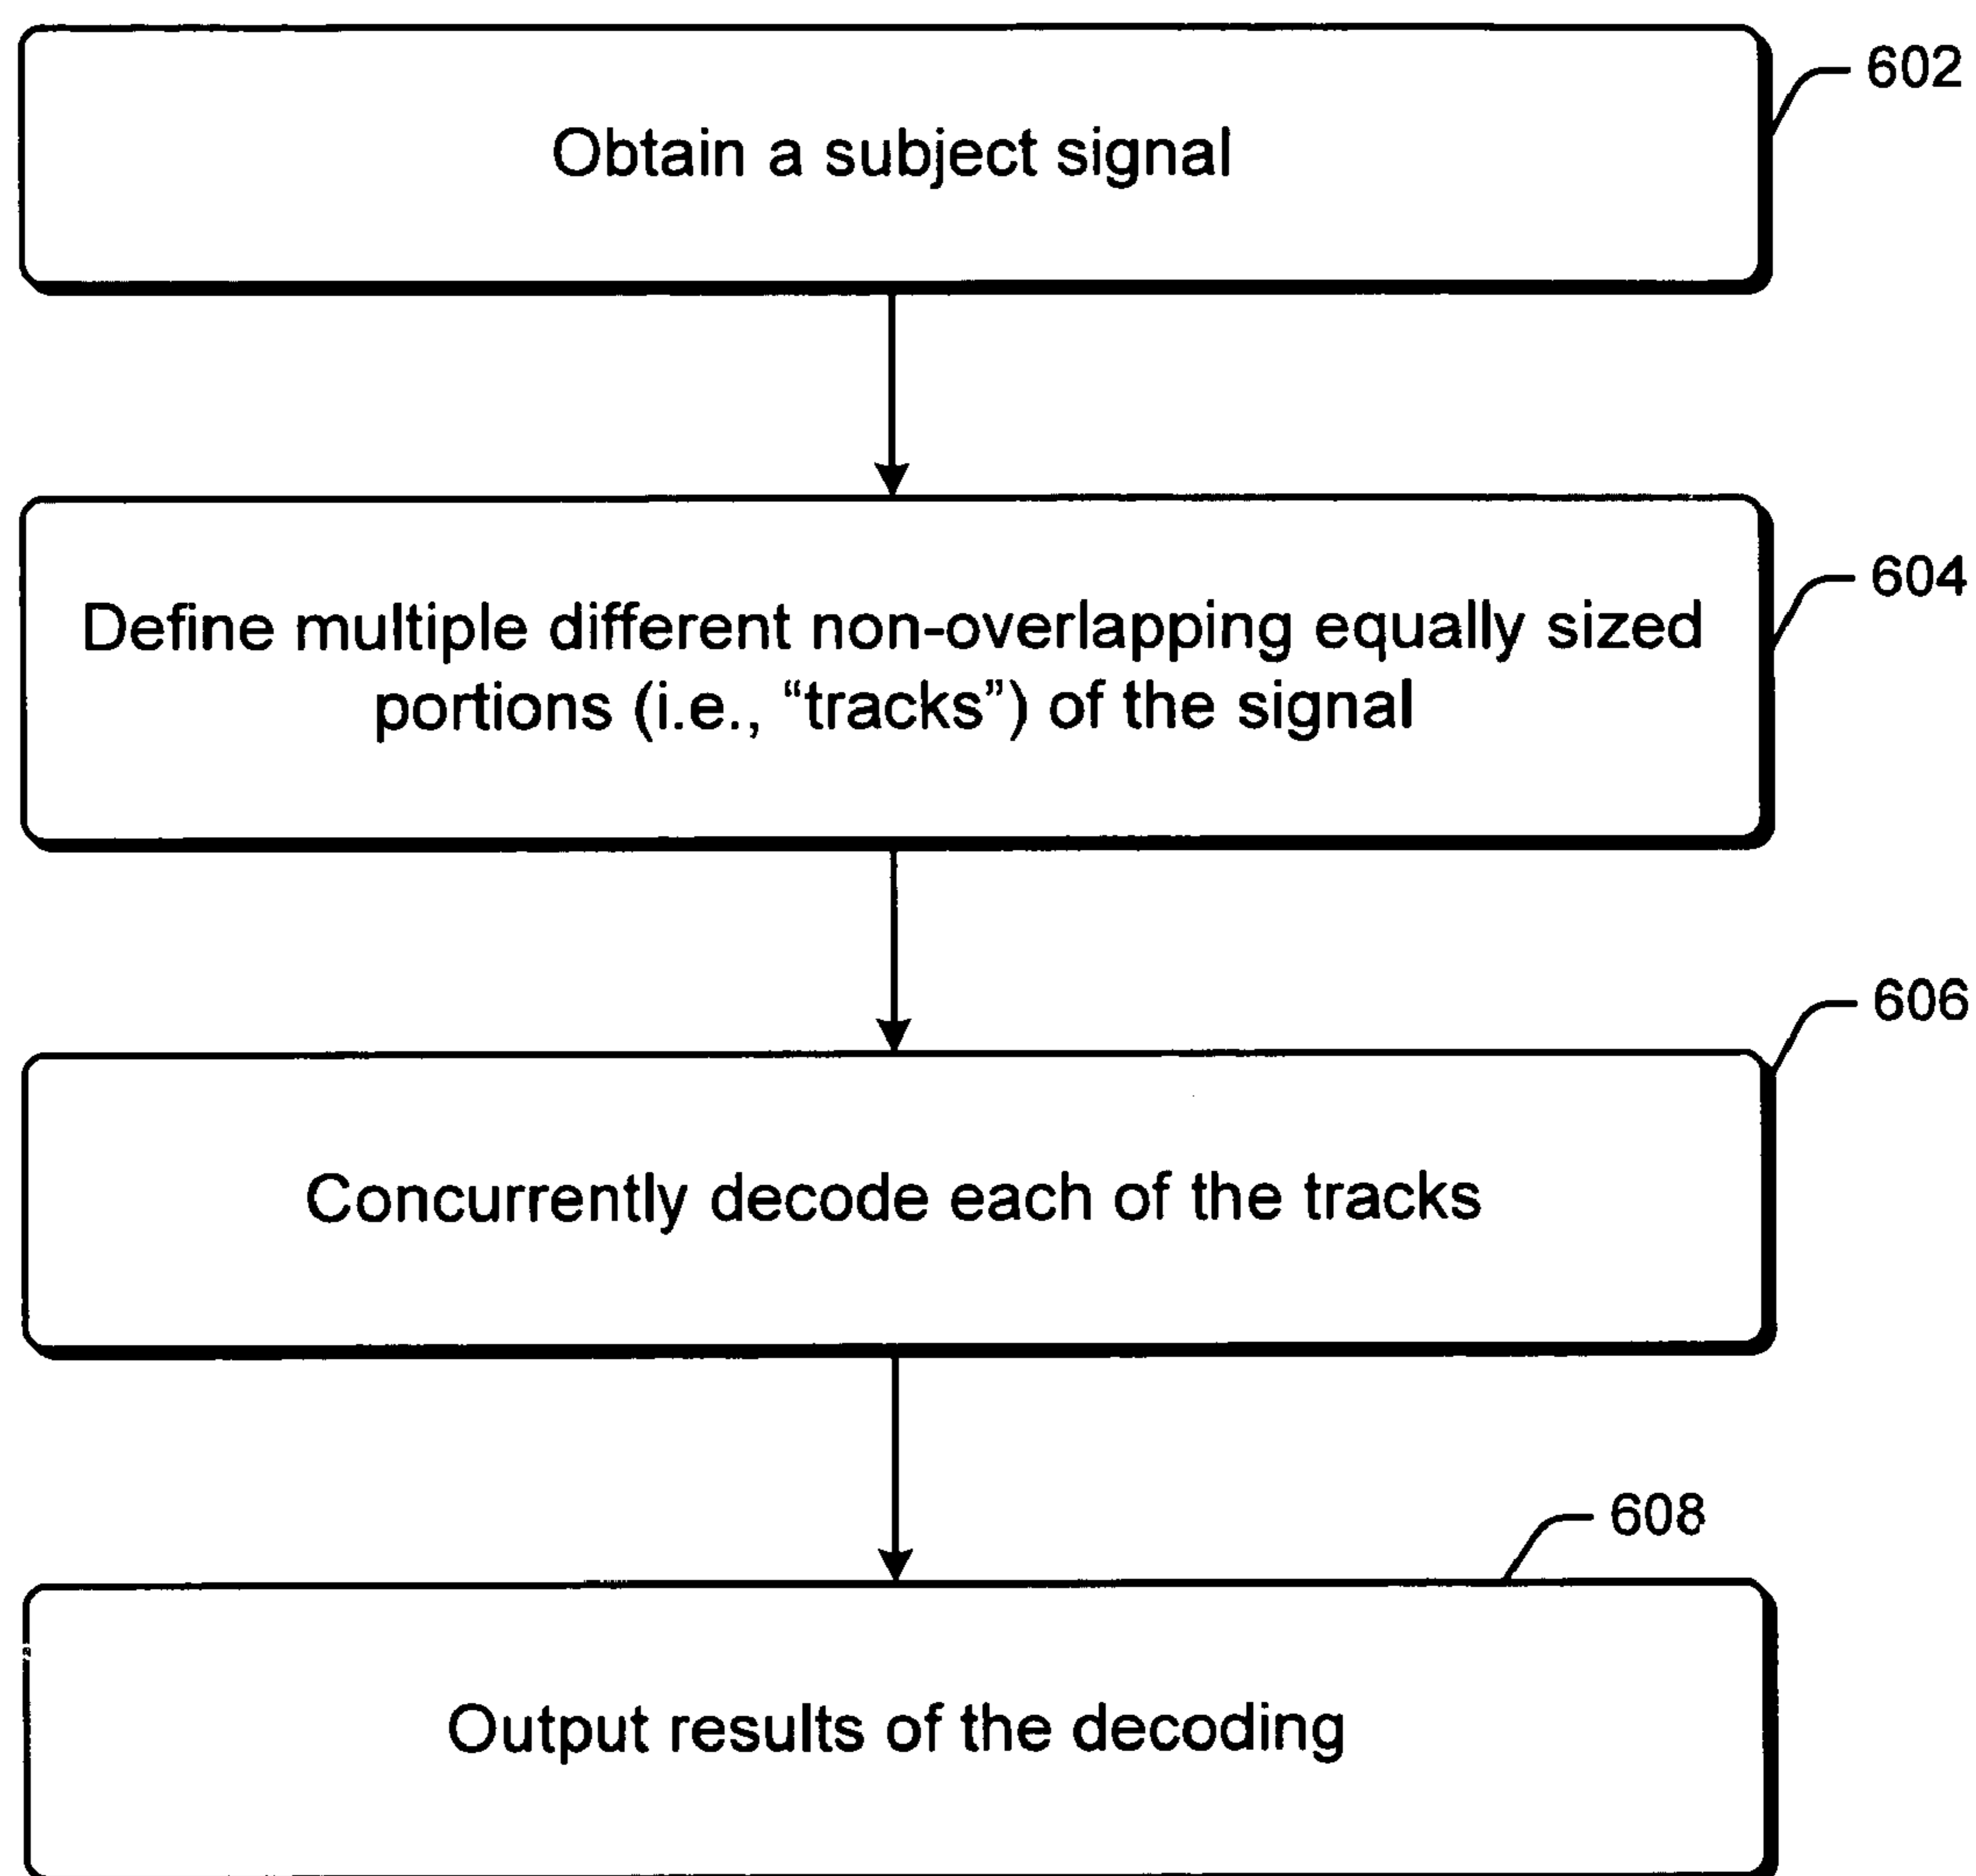 602
Obtain a subject signal
604
Define multiple different non-overlapping equally sized
portions (i.e., “tracks”) of the signal
606
Concurrently decode each of the tracks
608
Output results of the decoding